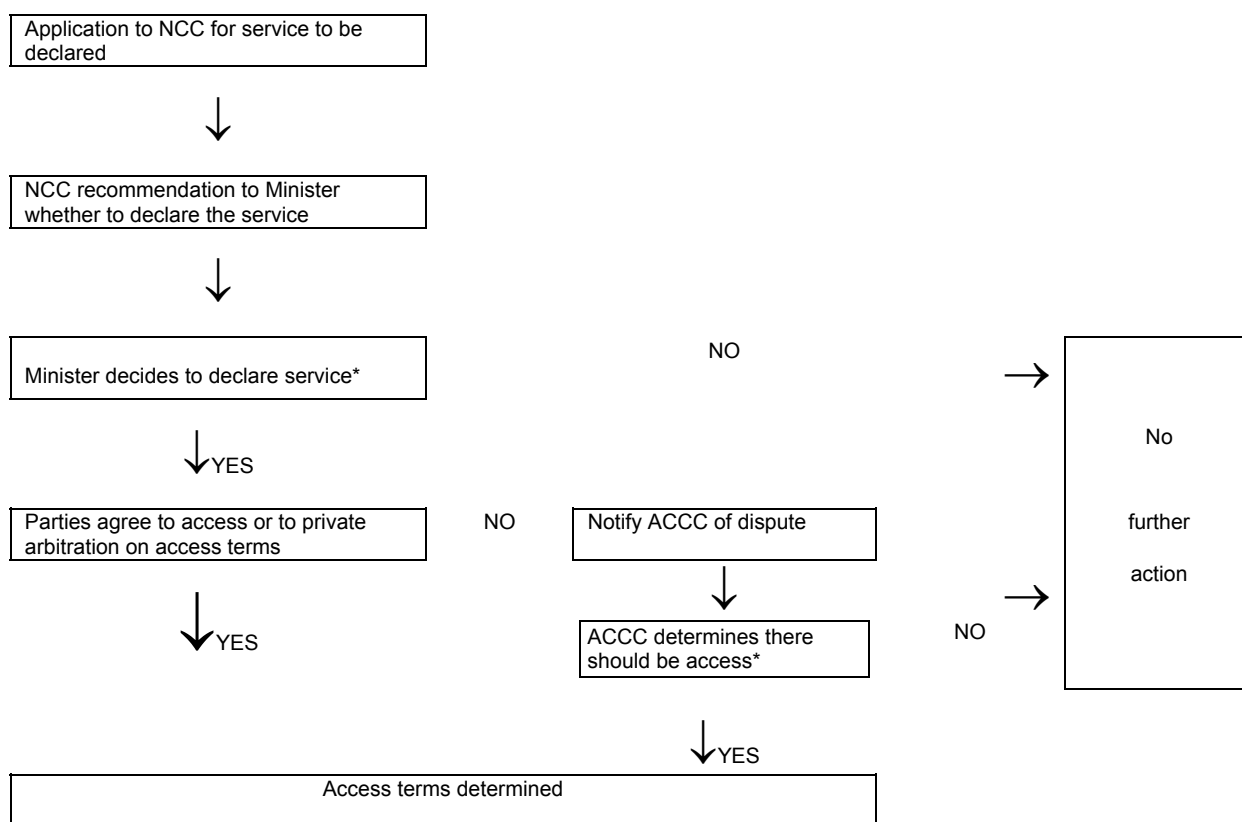 Application to NCC for service to be
declared
NCC recommendation to Minister
whether to declare the service
Minister decides to declare service*
NO
YES
Parties agree to access or to private
arbitration on access terms
NO
Notify ACCC of dispute
YES
ACCC determines there
should be access*
NO
No
further
action
YES
Access terms determined